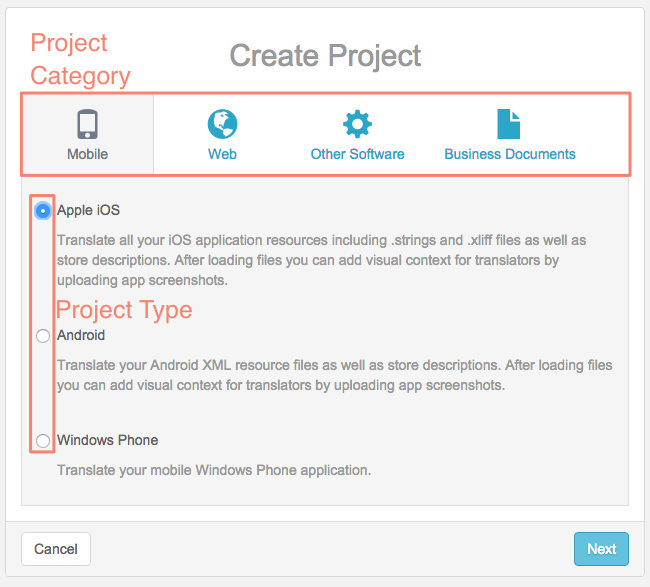 Project
Category
Create Project
Mobile
Web
Other Software
Business Documents
Apple iOS
Translate all your iOS application resources including .strings and .xliff files as well as
store descriptions. After loading files you can add visual context for translators by
uploading app screenshots.
Project Type
Android
Translate your Android XML resource files as well as store descriptions. After loading files
you can add visual context for translators by uploading app screenshots.
Windows Phone
Translate your mobile Windows Phone application.
Cancel
Next